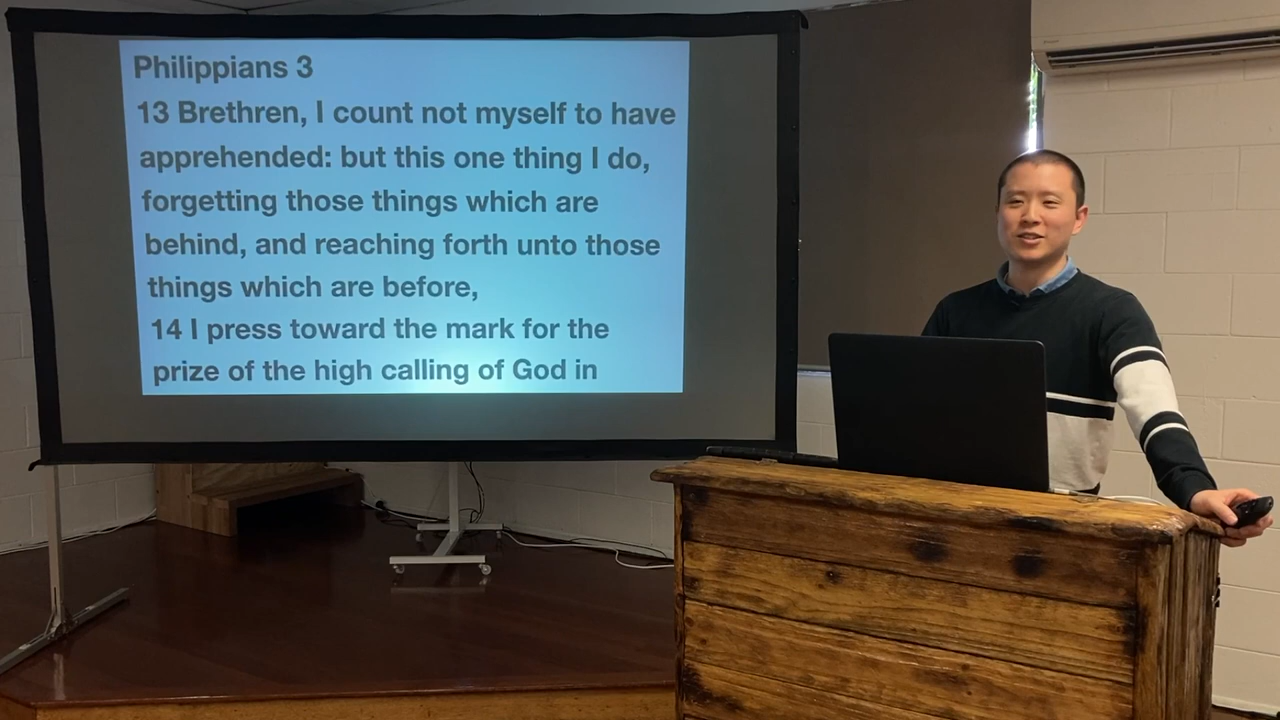 Philippians 3
13 Brethren, I count not myself to have
apprehended: but this one thing I do,
forgetting those things which are
behind, and reaching forth unto those
things which are before,
14 I press toward the mark for the
prize of the high calling of God in